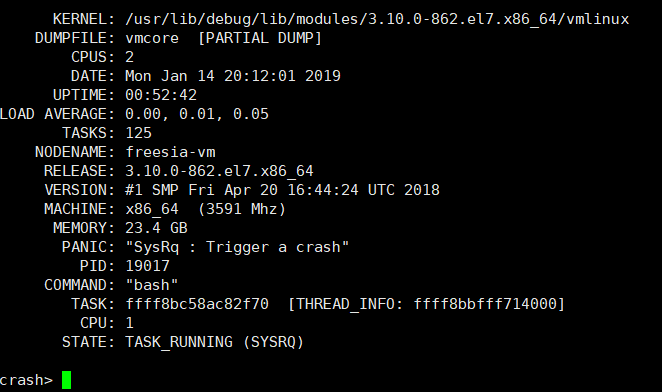 KERNEL: /usr/lib/debug/lib/modules/3.10.0-862.el7.x86_64/vmlinux
DUMPFILE: vmcore  [PARTIAL DUMP]
CPUS: 2
DATE: Mon Jan 14 20:12:01 2019
UPTIME: 00:52:42
LOAD AVERAGE: 0.00, 0.01, 0.05
TASKS: 125
NODENAME: freesia-vm
RELEASE: 3.10.0-862.el7.x86_64
VERSION: #1 SMP Fri Apr 20 16:44:24 UTC 2018
MACHINE: x86_64  (3591 Mhz)
MEMORY: 23.4 GB
PANIC: "SysRq : Trigger a crash"
PID: 19017
COMMAND: "bash"
TASK: ffff8bc58ac82f70  [THREAD_INFO: ffff8bbfff714000]
CPU: 1
STATE: TASK_RUNNING (SYSRQ)
crash>